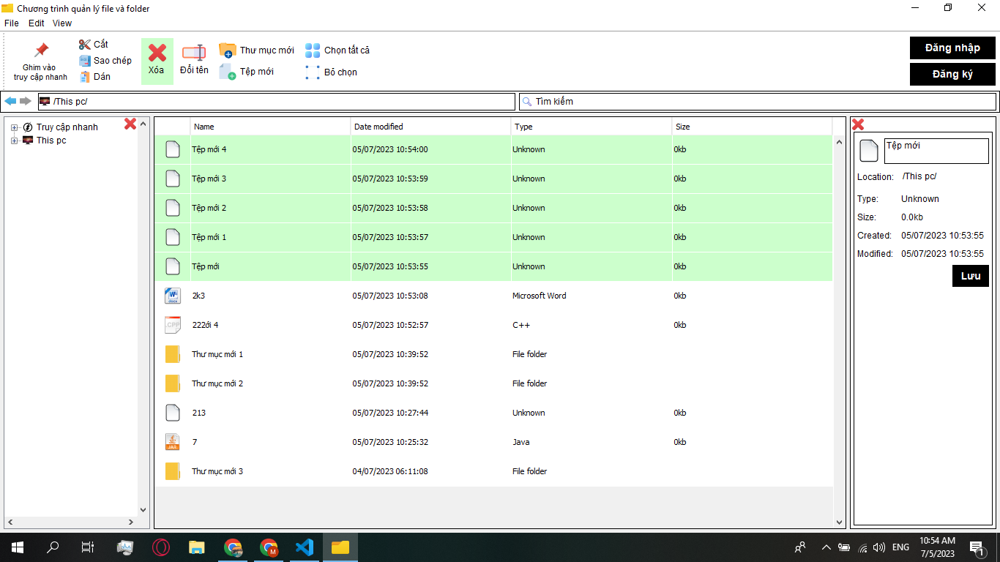 Chương trình quản lý file và folder
File Edit View
Ghim vào
truy cập nhanh
Cắt
Sao chép
Dán
Xóa
Đổi tên
Thư mục mới
Tệp mới
Chọn tất cả
Bỏ chọn
Đăng nhập
Đăng ký
/This pc/
Tìm kiếm
Truy cập nhanh
This pc
Name Date modified Type Size
Tệp mới 4 05/07/2023 10:54:00 Unknown 0kb
Tệp mới 3 05/07/2023 10:53:59 Unknown 0kb
Tệp mới 2 05/07/2023 10:53:58 Unknown 0kb
Tệp mới 1 05/07/2023 10:53:57 Unknown 0kb
Tệp mới 05/07/2023 10:53:55 Unknown 0kb
2k3 05/07/2023 10:53:08 Microsoft Word 0kb
222ới 4 05/07/2023 10:52:57 C++ 0kb
Thư mục mới 1 05/07/2023 10:39:52 File folder
Thư mục mới 2 05/07/2023 10:39:52 File folder
213 05/07/2023 10:27:44 Unknown 0kb
7 05/07/2023 10:25:32 Java 0kb
Thư mục mới 3 04/07/2023 06:11:08 File folder
Tệp mới
Location: /This pc/
Type: Unknown
Size: 0.0kb
Created: 05/07/2023 10:53:55
Modified: 05/07/2023 10:53:55
Lưu
ENG
10:54 AM
7/5/2023
1